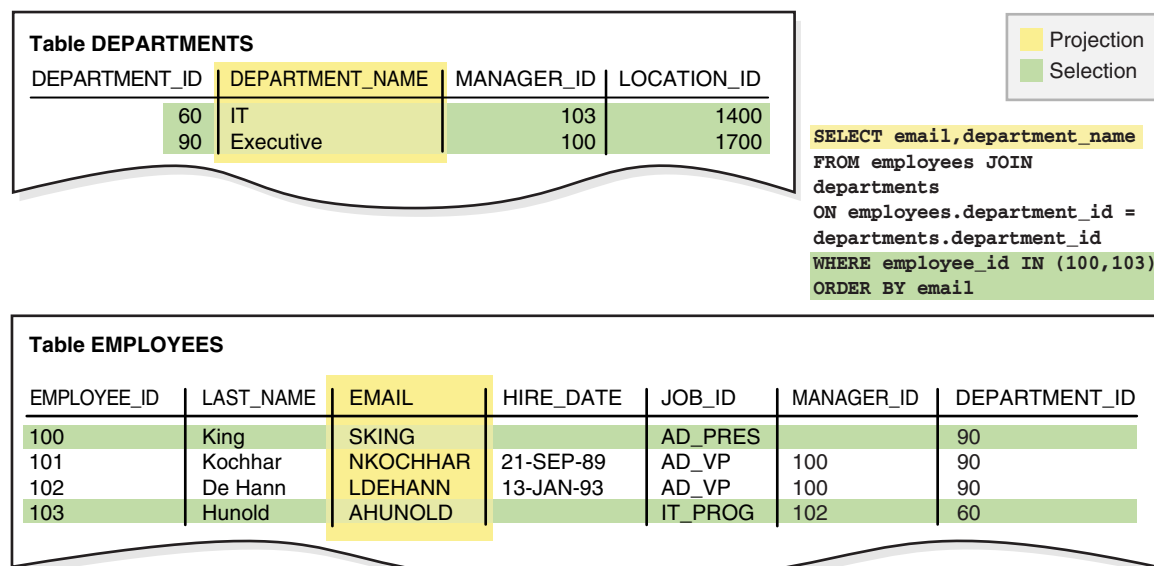 Table DEPARTMENTS
DEPARTMENT_ID DEPARTMENT_NAME MANAGER_ID LOCATION_ID
60 IT 103 1400
90 Executive 100 1700
Projection
Selection
SELECT email,department_name
FROM employees JOIN
departments
ON employees.department_id =
departments.department_id
WHERE employee_id IN (100,103)
ORDER BY email
Table EMPLOYEES
EMPLOYEE_ID LAST_NAME EMAIL HIRE_DATE JOB_ID MANAGER_ID DEPARTMENT_ID
100 King SKING AD_PRES 90
101 Kochhar NKOCHHAR 21-SEP-89 AD_VP 100 90
102 De Hann LDEHANN 13-JAN-93 AD_VP 100 90
103 Hunold AHUNOLD IT_PROG 102 60